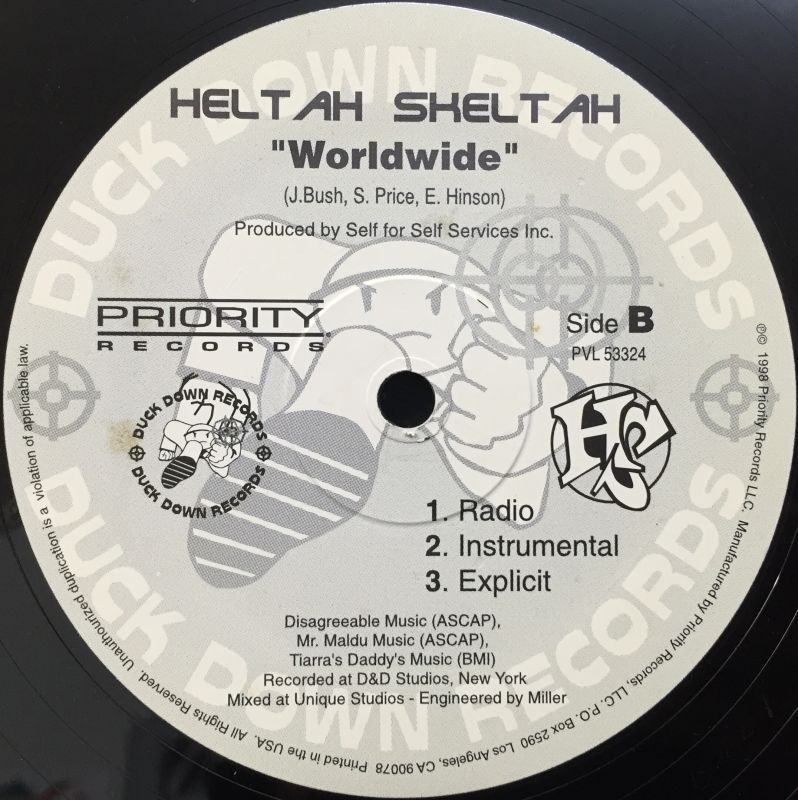 DUCK DOWN RECORDS
HELTAH SKELTAH
"Worldwide"
(J.Bush, S. Price, E. Hinson)
Produced by Self for Self Services Inc.
PRIORITY
RECORDS
Side B
PVL 53324
DUCK DOWN RECORDS
DUCK DOWN RECORDS
HS
1. Radio
2. Instrumental
3. Explicit
Disagreeable Music (ASCAP),
Mr. Maldu Music (ASCAP),
Tiarra's Daddy's Music (BMI)
Recorded at D&D Studios, New York
Mixed at Unique Studios - Engineered by Miller
DUCK DOWN RECORDS
℗© 1998 Priority Records LLC. Manufactured by Priority Records, LLC. P.O. Box 2590 Los Angeles, CA 90078 Printed in the USA. All Rights Reserved. Unauthourized duplication is a violation of applicable law.